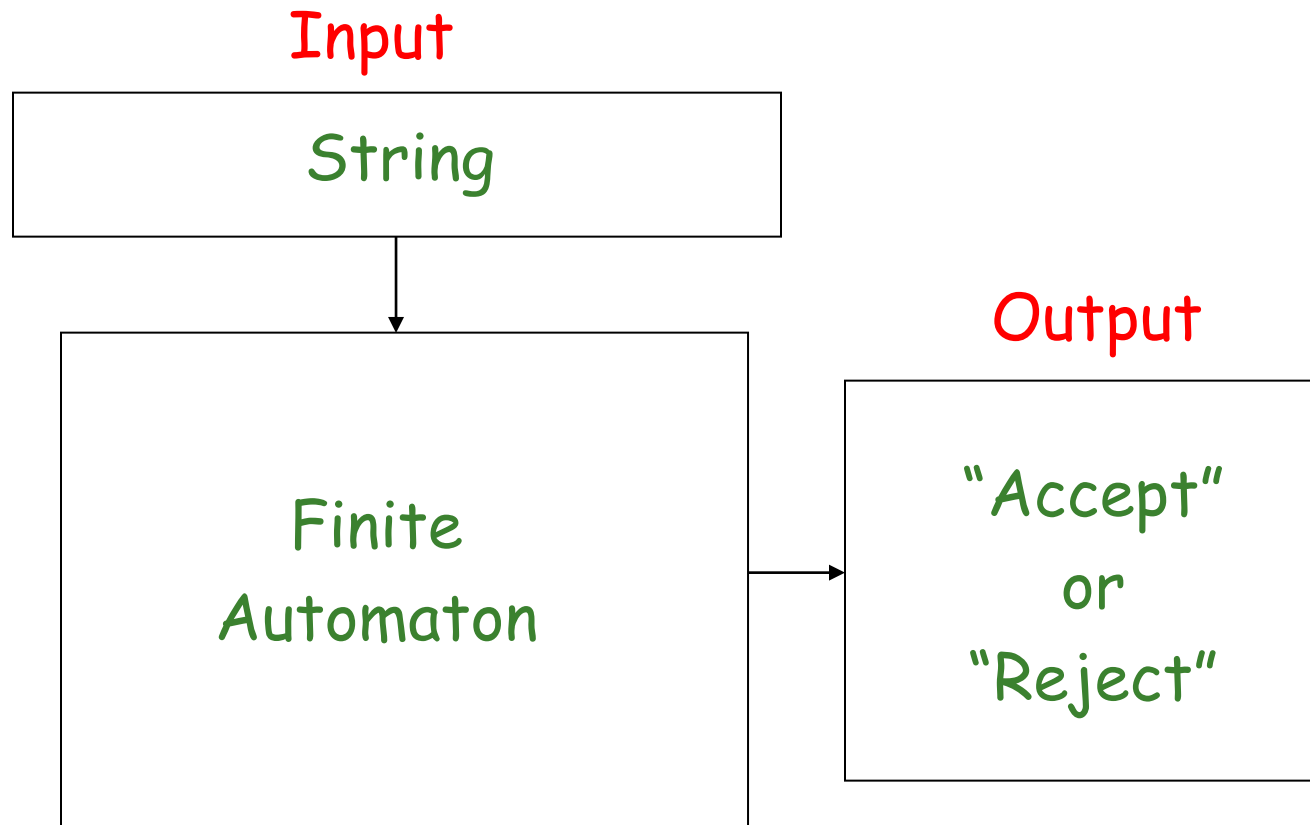 Input
String
Finite
Automaton
Output
“Accept”
or
“Reject”